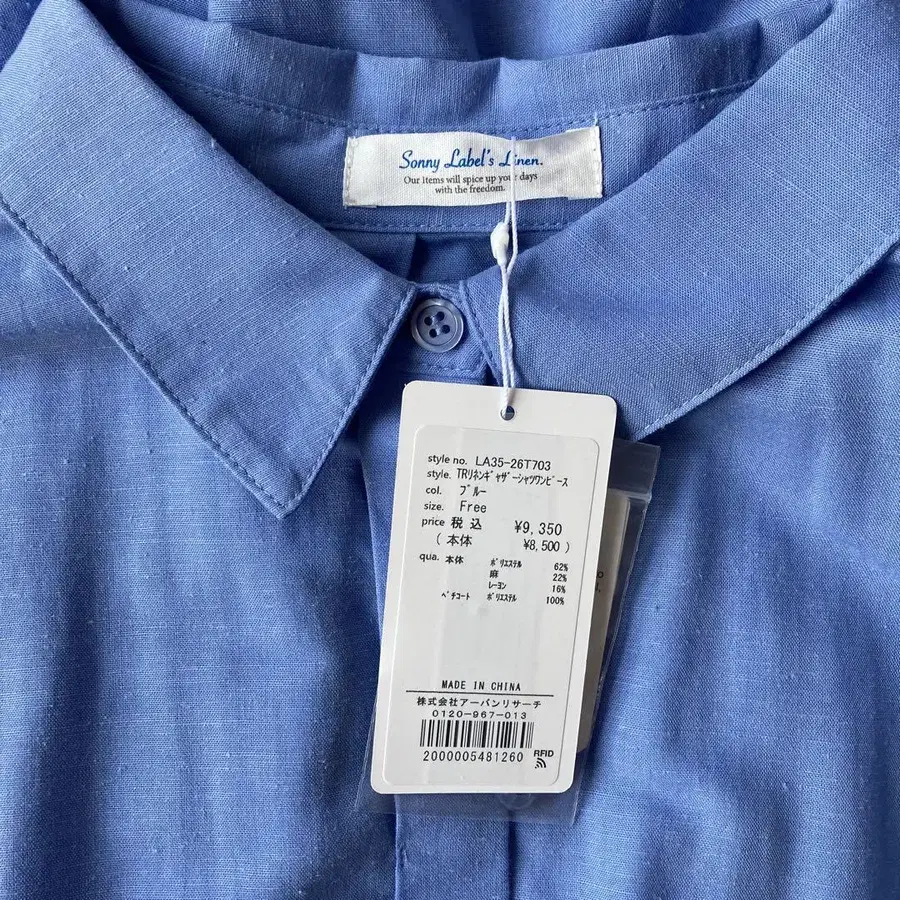 Sonny Label's Linen.
Our items will spice up your days
with the freedom.
style no. LA35-26T703
style. TRﾘﾈﾝｷﾞｬｻﾞｰｼｬﾂﾜﾝﾋﾟｰｽ
col. ﾌﾞﾙｰ
size. Free
price 税込 ¥9,350
(本体 ¥8,500)
qua. 本体 ﾎﾟﾘｴｽﾃﾙ 62%
麻 22%
ﾚｰﾖﾝ 16%
ﾍﾟﾁｺｰﾄ ﾎﾟﾘｴｽﾃﾙ 100%
MADE IN CHINA
株式会社アーバンリサーチ
0120-967-013
2000005481260
RFID